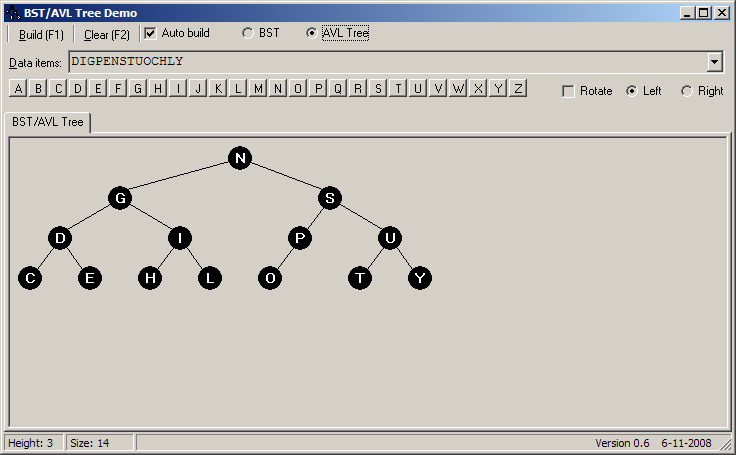 BST/AVL Tree Demo
Build (F1) Clear (F2) Auto build BST AVL Tree
Data items: DIGPENSTUOCHLY
A B C D E F G H I J K L M N O P Q R S T U V W X Y Z Rotate Left Right
BST/AVL Tree
N
G S
D I P U
C E H L O T Y
Height: 3 Size: 14 Version 0.6 6-11-2008